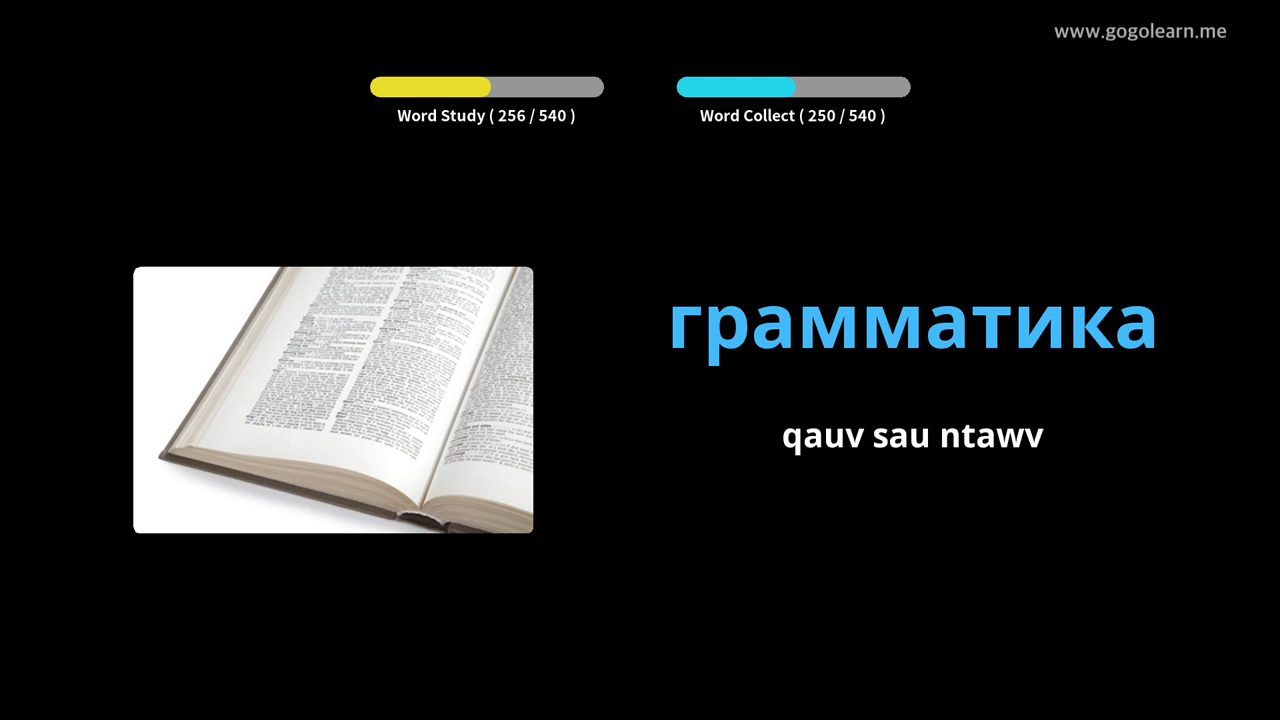 www.gogolearn.me
Word Study ( 256 / 540 )
Word Collect ( 250 / 540 )
грамматика
qauv sau ntawv